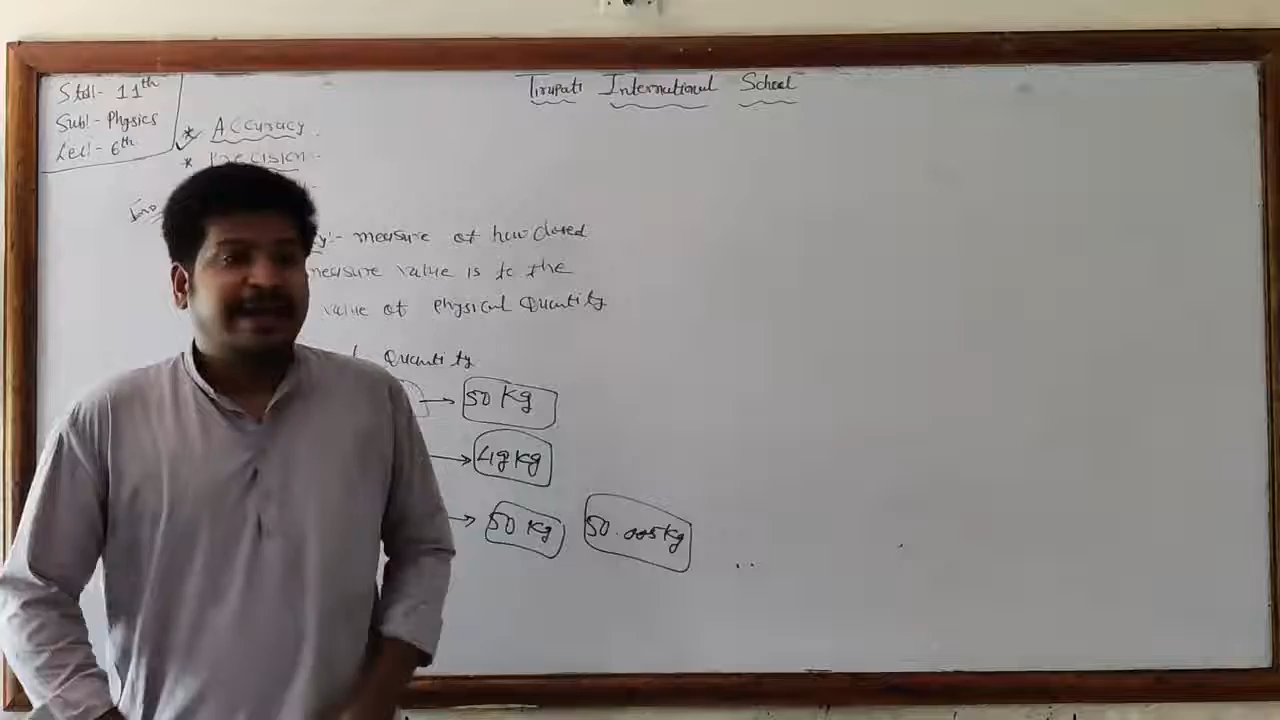 Tirupati International School
Std:- 11th
Sub:- Physics
Lec:- 6th
* Accuracy
* Precision :-
y:- measure of how closed
measure value is to the
value of physical Quantity
Quantity
→ 50 Kg
→ 49 Kg
→ 50 Kg 50.005 Kg